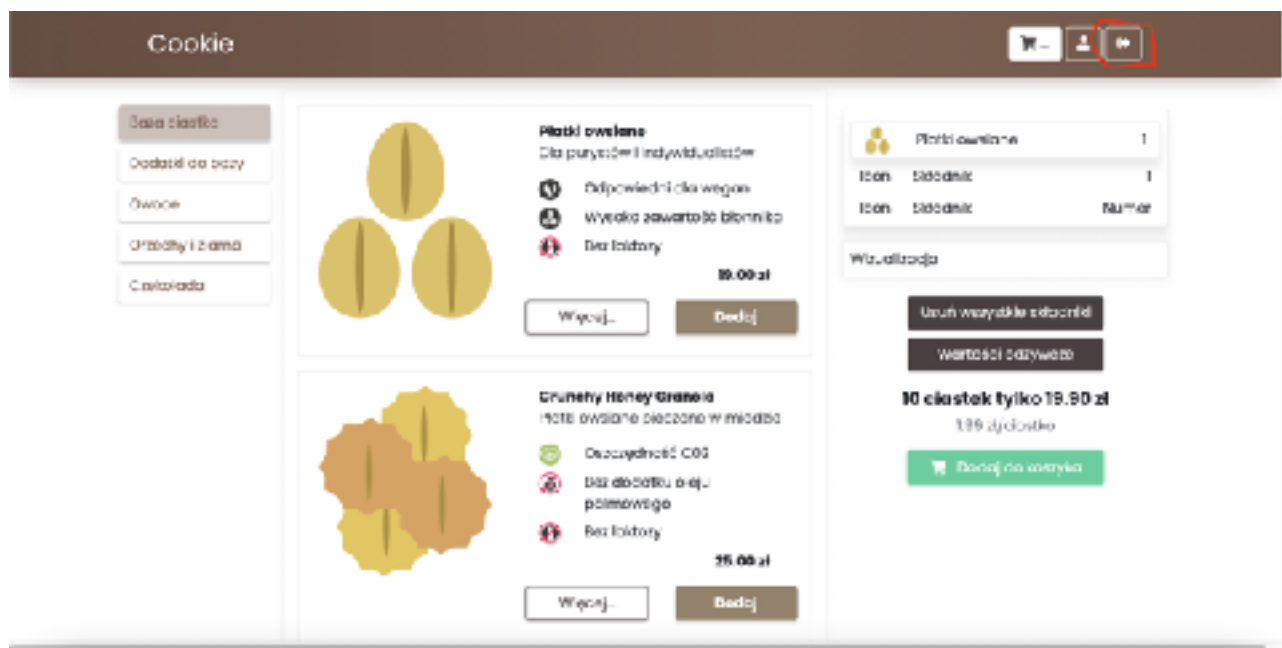 Cookie
Baza ciastka
Dodatki do bazy
Owoce
Orzechy i ziarna
Czekolada
Płatki owsiane
Dla purystów i indywidualistów
Odpowiedni dla wegan
Wysoka zawartość błonnika
Bez laktozy
19.00 zł
Więcej...
Dodaj
Crunchy Honey Granola
Płatki owsiane pieczone w miodzie
Oszczędność CO2
Bez dodatku oleju
palmowego
Bez laktozy
25.00 zł
Więcej...
Dodaj
Płatki owsiane 1
Icon Składnik 1
Icon Składnik Numer
Wizualizacja
Usuń wszystkie składniki
Wartości odżywcze
10 ciastek tylko 19.90 zł
1.99 zł/ciastko
Dodaj do koszyka